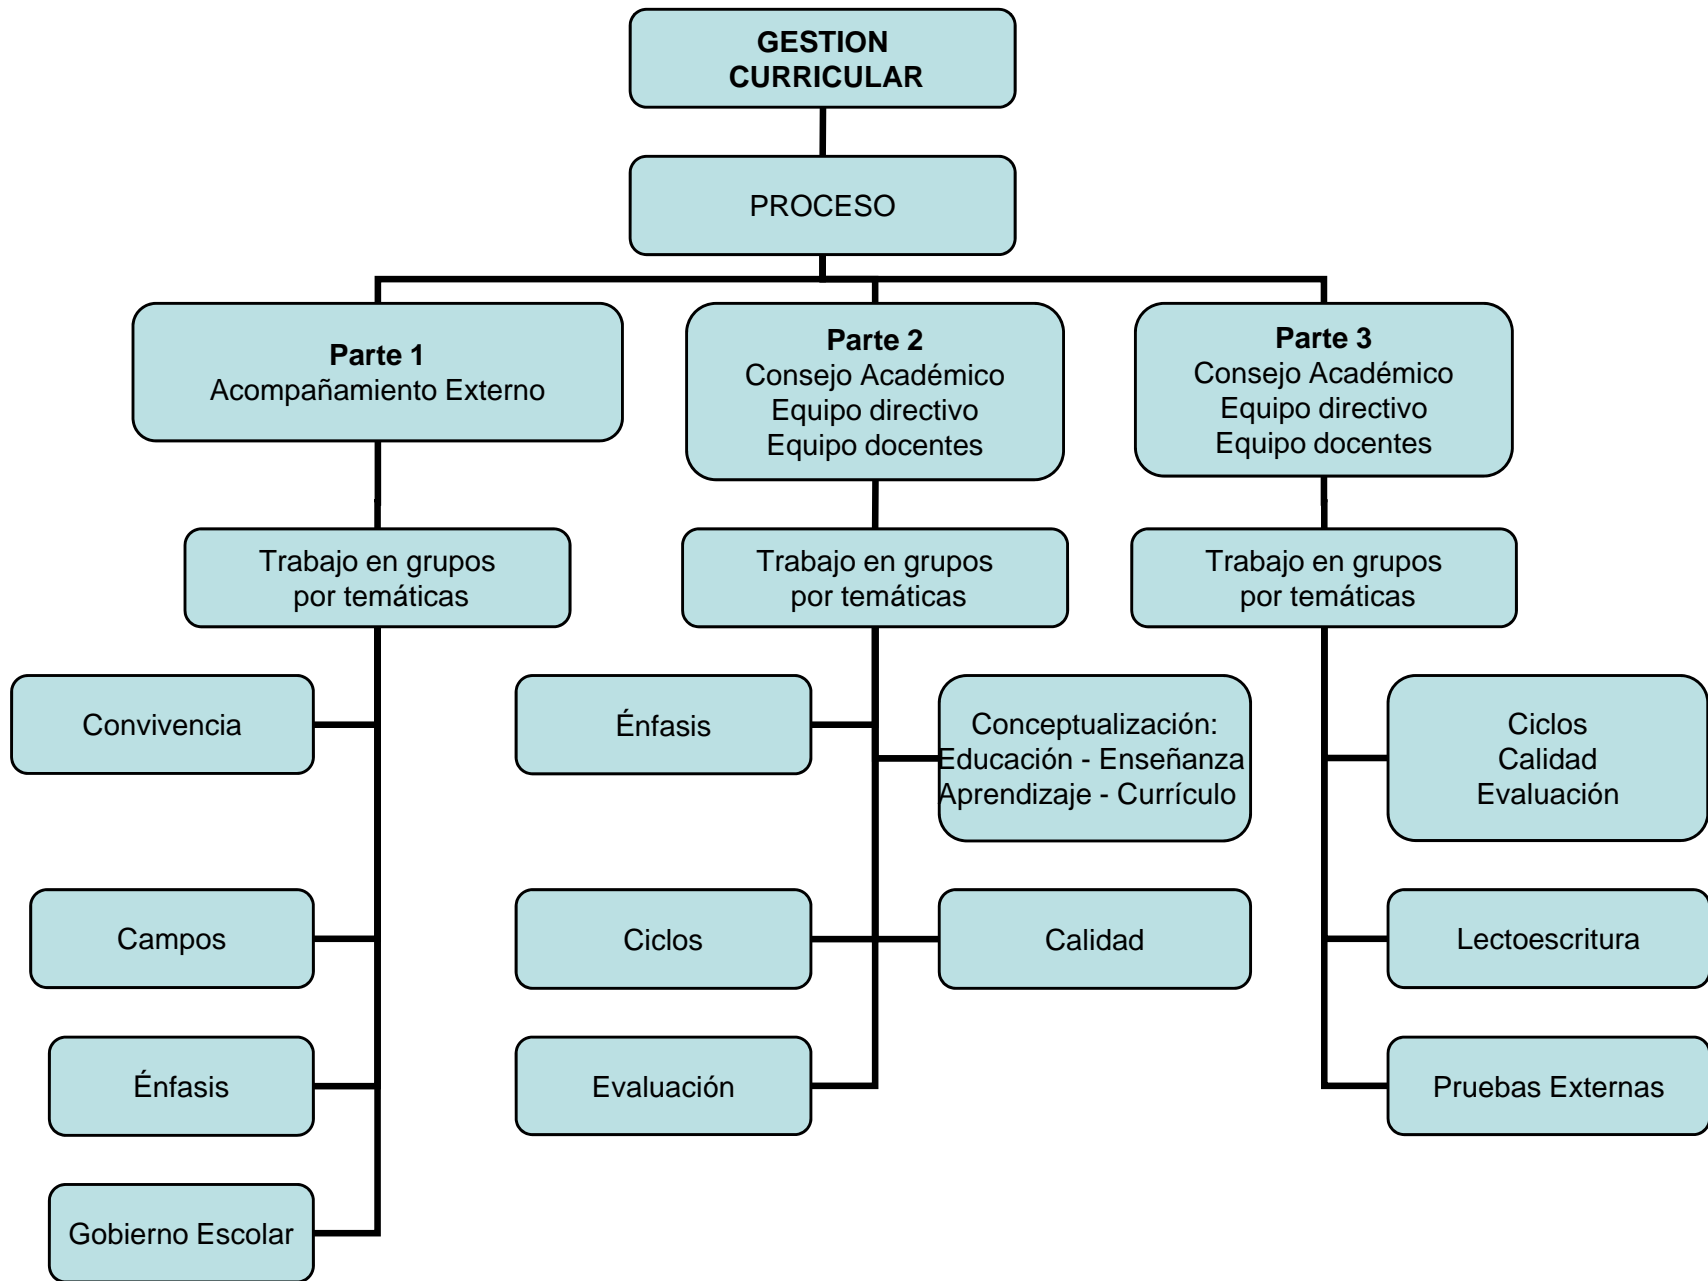 GESTION
CURRICULAR
PROCESO
Parte 1
Acompañamiento Externo
Parte 2
Consejo Académico
Equipo directivo
Equipo docentes
Parte 3
Consejo Académico
Equipo directivo
Equipo docentes
Trabajo en grupos
por temáticas
Trabajo en grupos
por temáticas
Trabajo en grupos
por temáticas
Convivencia
Campos
Énfasis
Gobierno Escolar
Énfasis
Ciclos
Evaluación
Conceptualización:
Educación - Enseñanza
Aprendizaje - Currículo
Calidad
Ciclos
Calidad
Evaluación
Lectoescritura
Pruebas Externas